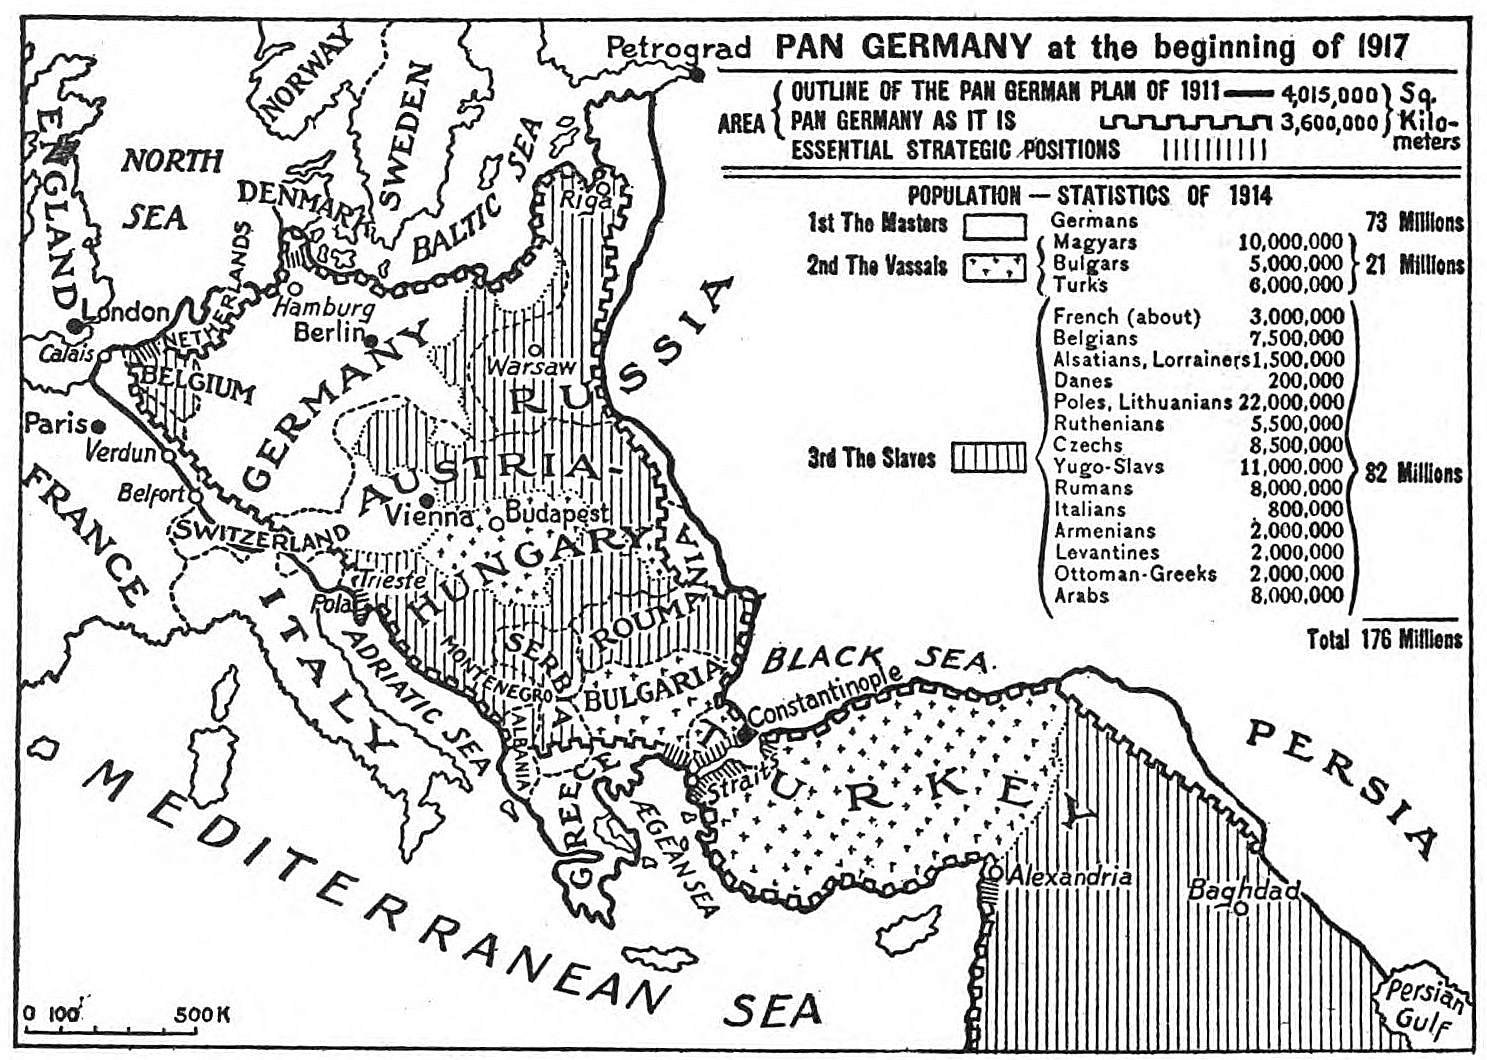 Petrograd PAN GERMANY at the beginning of 1917
AREA
OUTLINE OF THE PAN GERMAN PLAN OF 1911 4,015,000
PAN GERMANY AS IT IS 3,600,000
Sq. Kilo-meters
ESSENTIAL STRATEGIC POSITIONS
POPULATION — STATISTICS OF 1914
1st The Masters Germans 73 Millions
2nd The Vassals
Magyars 10,000,000
Bulgars 5,000,000
Turks 6,000,000
21 Millions
3rd The Slaves
French (about) 3,000,000
Belgians 7,500,000
Alsatians, Lorrainers 1,500,000
Danes 200,000
Poles, Lithuanians 22,000,000
Ruthenians 5,500,000
Czechs 8,500,000
Yugo-Slavs 11,000,000
Rumans 8,000,000
Italians 800,000
Armenians 2,000,000
Levantines 2,000,000
Ottoman-Greeks 2,000,000
Arabs 8,000,000
82 Millions
Total 176 Millions
NORWAY
SWEDEN
ENGLAND
NORTH
SEA
DENMARK
BALTIC SEA
Riga
NETHERLANDS
London
Hamburg
Berlin
Calais
NETHERLANDS
BELGIUM
GERMANY
Warsaw
RUSSIA
Paris
Verdun
Belfort
FRANCE
AUSTRIA-
HUNGARY
Vienna
Budapest
SWITZERLAND
Trieste
Pola
ITALY
ADRIATIC SEA
MONTENEGRO
SERBIA
ROUMANIA
BULGARIA
ALBANIA
GREECE
ÆGEAN SEA
BLACK SEA.
Constantinople
Straits
TURKEY
PERSIA
Alexandria
Baghdad
Persian
Gulf
MEDITERRANEAN SEA
0 100 500K